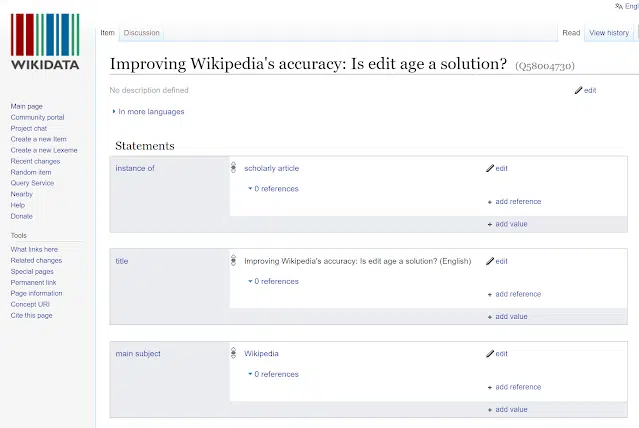 Engl
WIKIDATA
Item
Discussion
Read
View history
Improving Wikipedia's accuracy: Is edit age a solution? (Q58004730)
No description defined
edit
In more languages
Main page
Community portal
Project chat
Create a new Item
Create a new Lexeme
Recent changes
Random item
Query Service
Nearby
Help
Donate
Tools
What links here
Related changes
Special pages
Permanent link
Page information
Concept URI
Cite this page
Statements
instance of
scholarly article
edit
0 references
+ add reference
+ add value
title
Improving Wikipedia's accuracy: Is edit age a solution? (English)
edit
0 references
+ add reference
+ add value
main subject
Wikipedia
edit
0 references
+ add reference
+ add value